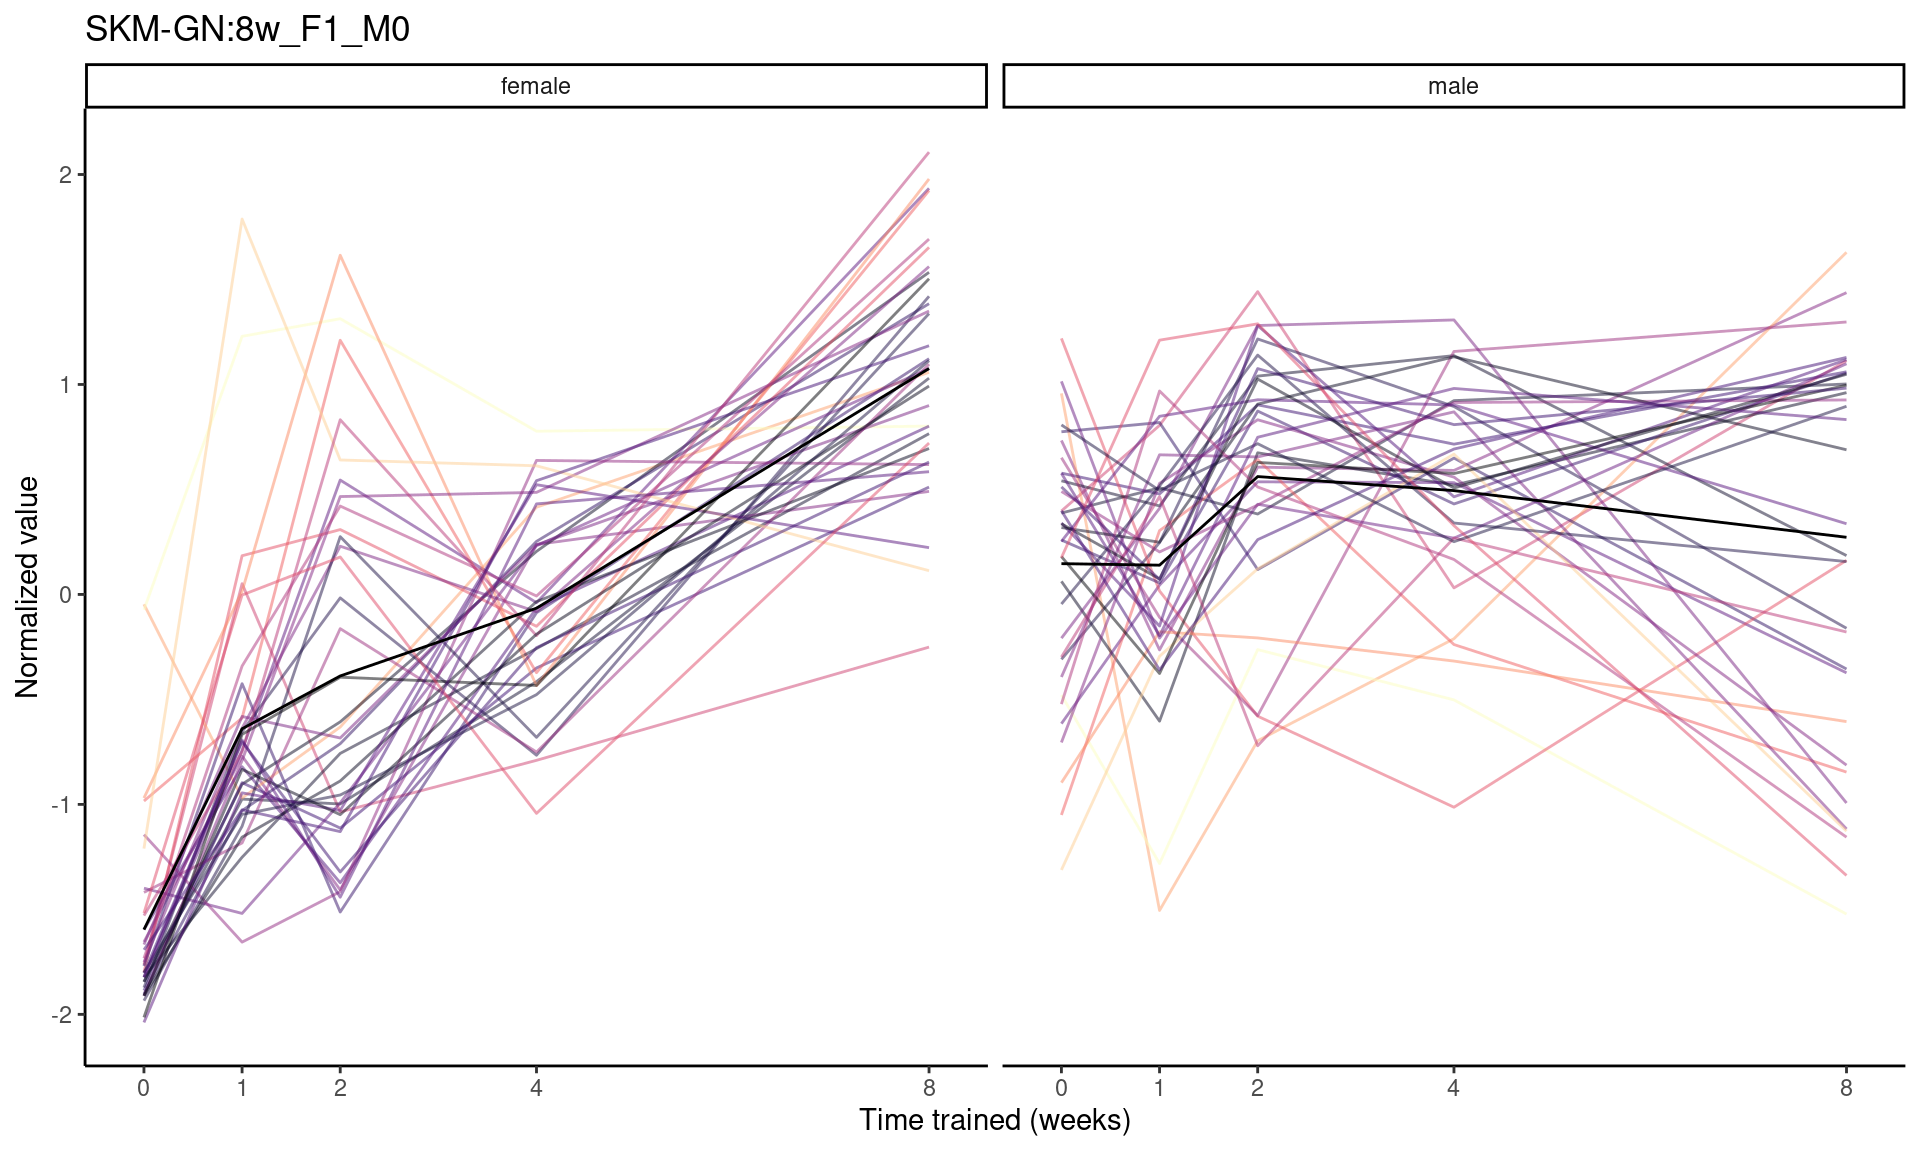 SKM-GN:8w_F1_M0
female
male
Normalized value
2
1
0
-1
-2
0 1 2 4 8
0 1 2 4 8
Time trained (weeks)